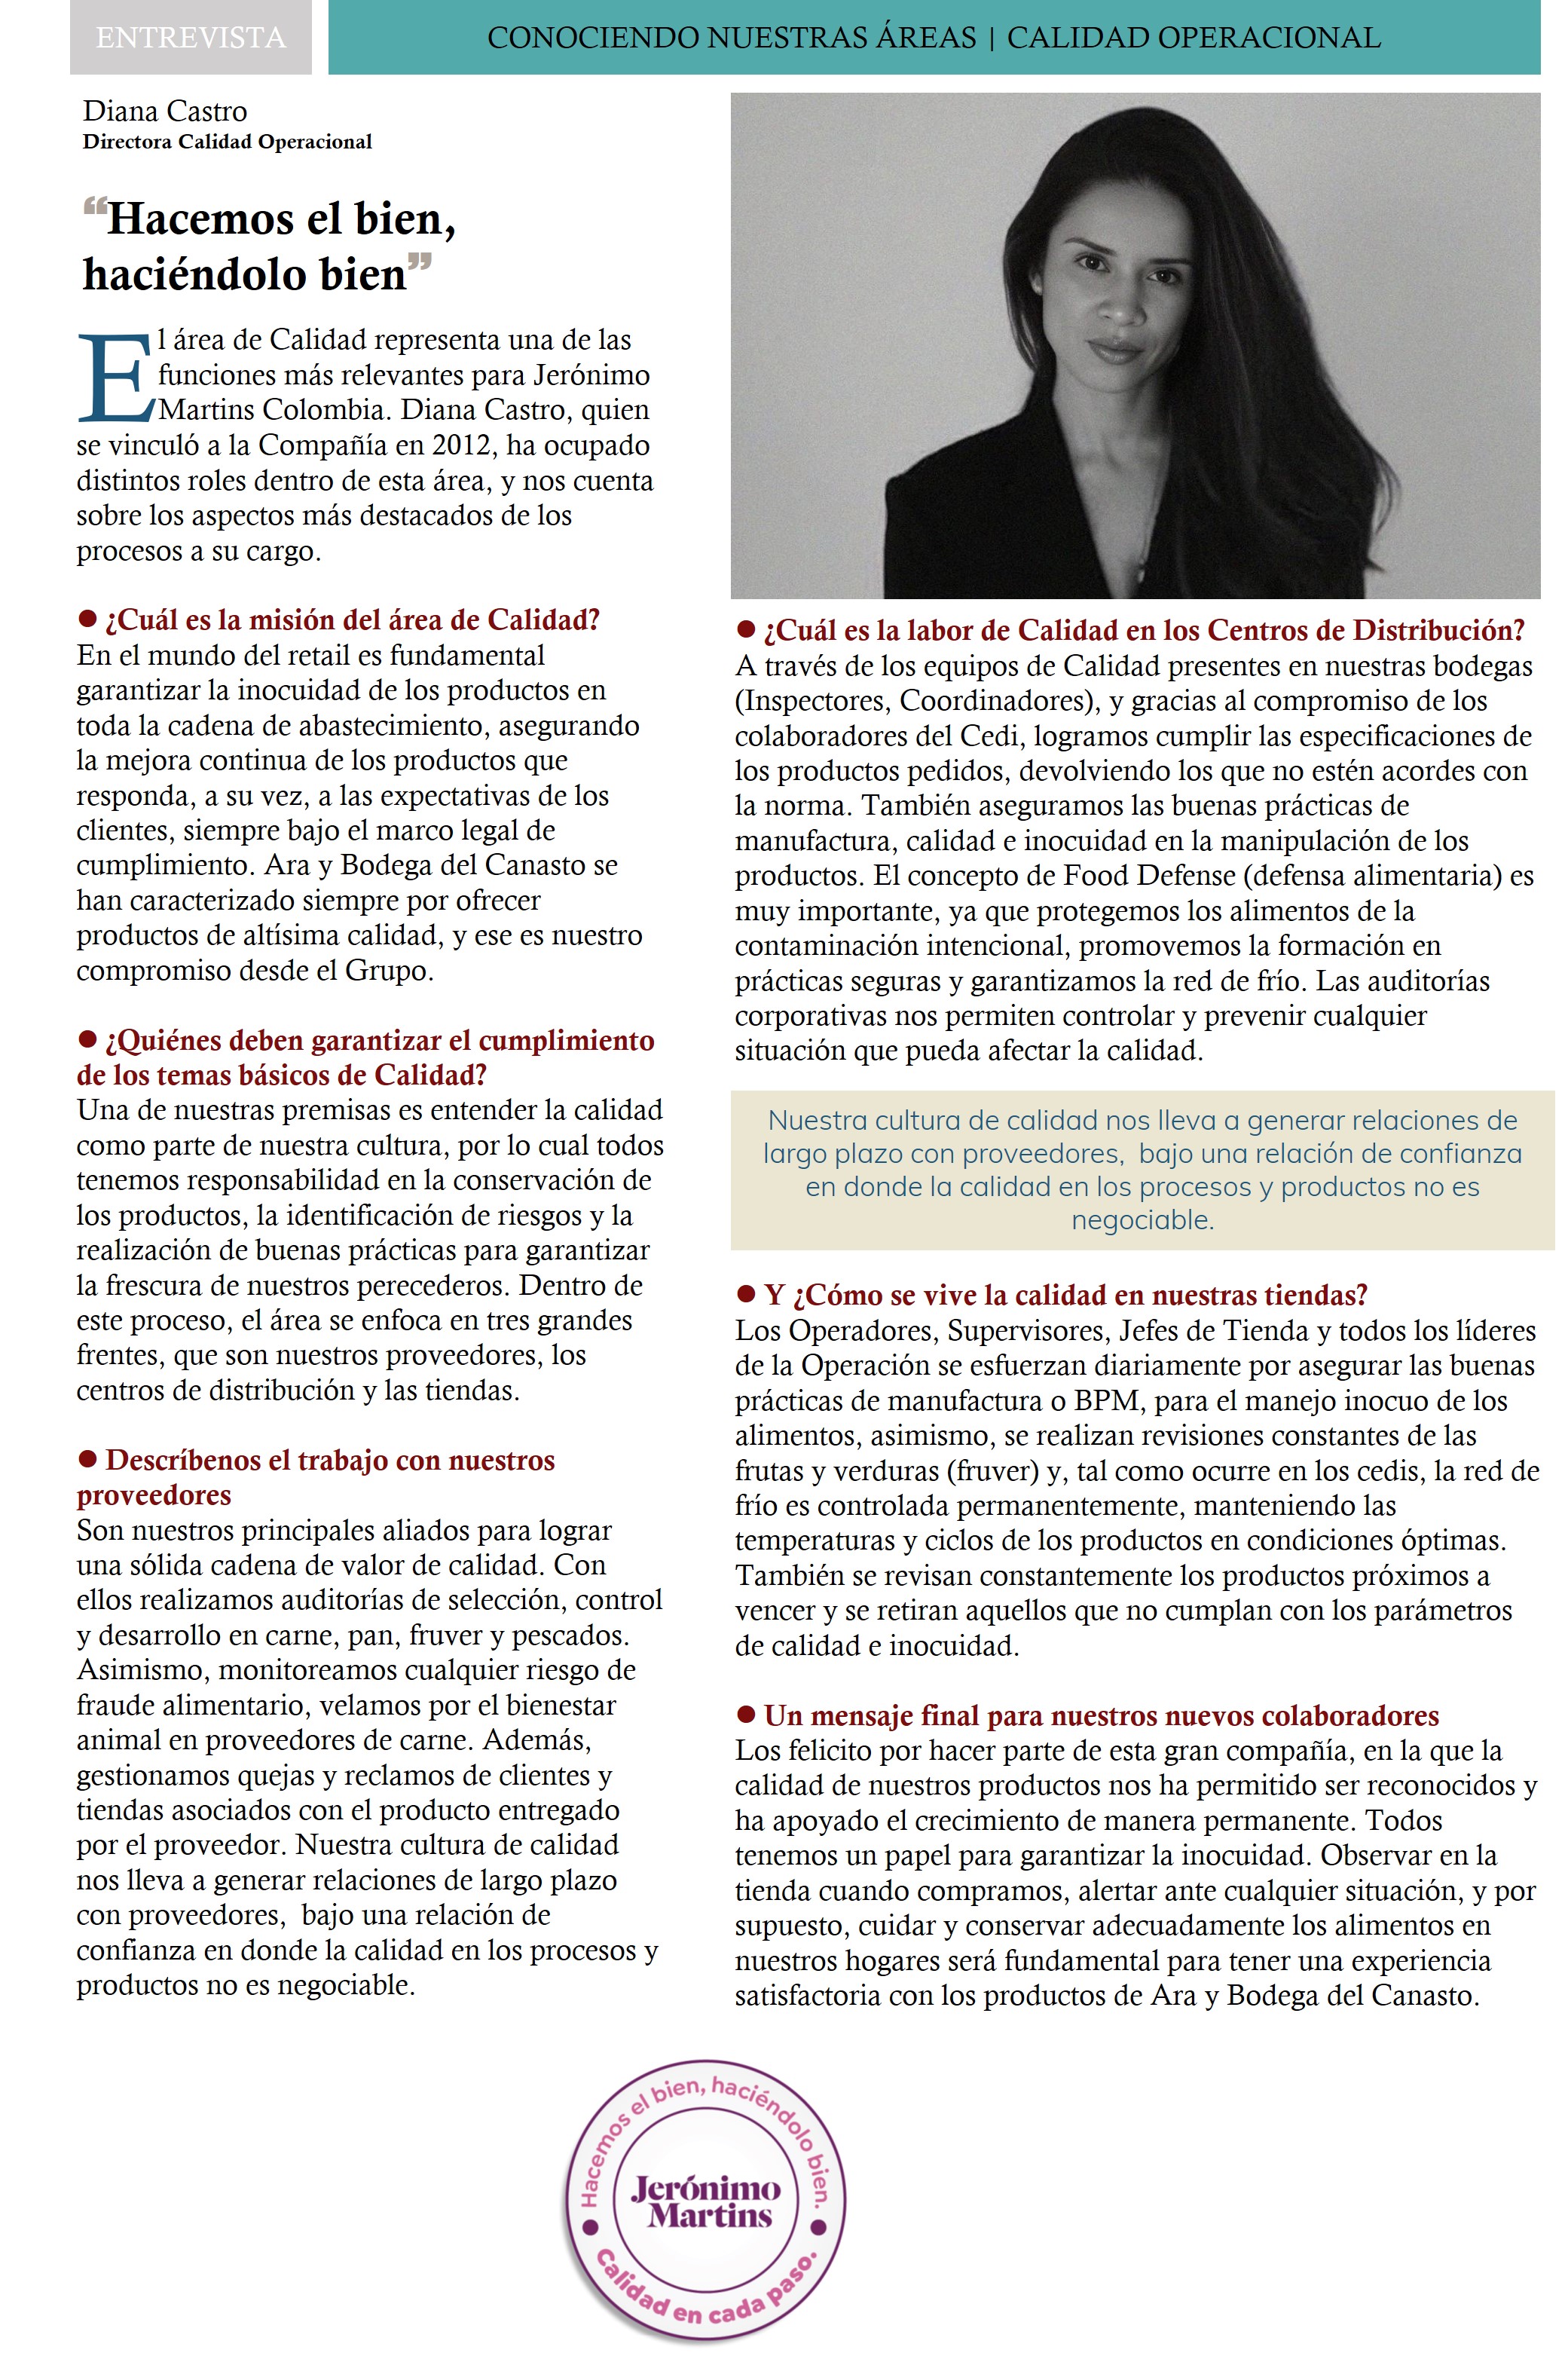 ENTREVISTA
CONOCIENDO NUESTRAS ÁREAS | CALIDAD OPERACIONAL
Diana Castro
Directora Calidad Operacional
“Hacemos el bien,
haciéndolo bien”
El área de Calidad representa una de las
funciones más relevantes para Jerónimo
Martins Colombia. Diana Castro, quien
se vinculó a la Compañía en 2012, ha ocupado
distintos roles dentro de esta área, y nos cuenta
sobre los aspectos más destacados de los
procesos a su cargo.
● ¿Cuál es la misión del área de Calidad?
En el mundo del retail es fundamental
garantizar la inocuidad de los productos en
toda la cadena de abastecimiento, asegurando
la mejora continua de los productos que
responda, a su vez, a las expectativas de los
clientes, siempre bajo el marco legal de
cumplimiento. Ara y Bodega del Canasto se
han caracterizado siempre por ofrecer
productos de altísima calidad, y ese es nuestro
compromiso desde el Grupo.
● ¿Quiénes deben garantizar el cumplimiento
de los temas básicos de Calidad?
Una de nuestras premisas es entender la calidad
como parte de nuestra cultura, por lo cual todos
tenemos responsabilidad en la conservación de
los productos, la identificación de riesgos y la
realización de buenas prácticas para garantizar
la frescura de nuestros perecederos. Dentro de
este proceso, el área se enfoca en tres grandes
frentes, que son nuestros proveedores, los
centros de distribución y las tiendas.
● Descríbenos el trabajo con nuestros
proveedores
Son nuestros principales aliados para lograr
una sólida cadena de valor de calidad. Con
ellos realizamos auditorías de selección, control
y desarrollo en carne, pan, fruver y pescados.
Asimismo, monitoreamos cualquier riesgo de
fraude alimentario, velamos por el bienestar
animal en proveedores de carne. Además,
gestionamos quejas y reclamos de clientes y
tiendas asociados con el producto entregado
por el proveedor. Nuestra cultura de calidad
nos lleva a generar relaciones de largo plazo
con proveedores,  bajo una relación de
confianza en donde la calidad en los procesos y
productos no es negociable.
● ¿Cuál es la labor de Calidad en los Centros de Distribución?
A través de los equipos de Calidad presentes en nuestras bodegas
(Inspectores, Coordinadores), y gracias al compromiso de los
colaboradores del Cedi, logramos cumplir las especificaciones de
los productos pedidos, devolviendo los que no estén acordes con
la norma. También aseguramos las buenas prácticas de
manufactura, calidad e inocuidad en la manipulación de los
productos. El concepto de Food Defense (defensa alimentaria) es
muy importante, ya que protegemos los alimentos de la
contaminación intencional, promovemos la formación en
prácticas seguras y garantizamos la red de frío. Las auditorías
corporativas nos permiten controlar y prevenir cualquier
situación que pueda afectar la calidad.
Nuestra cultura de calidad nos lleva a generar relaciones de
largo plazo con proveedores,  bajo una relación de confianza
en donde la calidad en los procesos y productos no es
negociable.
● Y ¿Cómo se vive la calidad en nuestras tiendas?
Los Operadores, Supervisores, Jefes de Tienda y todos los líderes
de la Operación se esfuerzan diariamente por asegurar las buenas
prácticas de manufactura o BPM, para el manejo inocuo de los
alimentos, asimismo, se realizan revisiones constantes de las
frutas y verduras (fruver) y, tal como ocurre en los cedis, la red de
frío es controlada permanentemente, manteniendo las
temperaturas y ciclos de los productos en condiciones óptimas.
También se revisan constantemente los productos próximos a
vencer y se retiran aquellos que no cumplan con los parámetros
de calidad e inocuidad.
● Un mensaje final para nuestros nuevos colaboradores
Los felicito por hacer parte de esta gran compañía, en la que la
calidad de nuestros productos nos ha permitido ser reconocidos y
ha apoyado el crecimiento de manera permanente. Todos
tenemos un papel para garantizar la inocuidad. Observar en la
tienda cuando compramos, alertar ante cualquier situación, y por
supuesto, cuidar y conservar adecuadamente los alimentos en
nuestros hogares será fundamental para tener una experiencia
satisfactoria con los productos de Ara y Bodega del Canasto.
Hacemos el bien, haciéndolo bien.
Jerónimo
Martins
Calidad en cada paso.